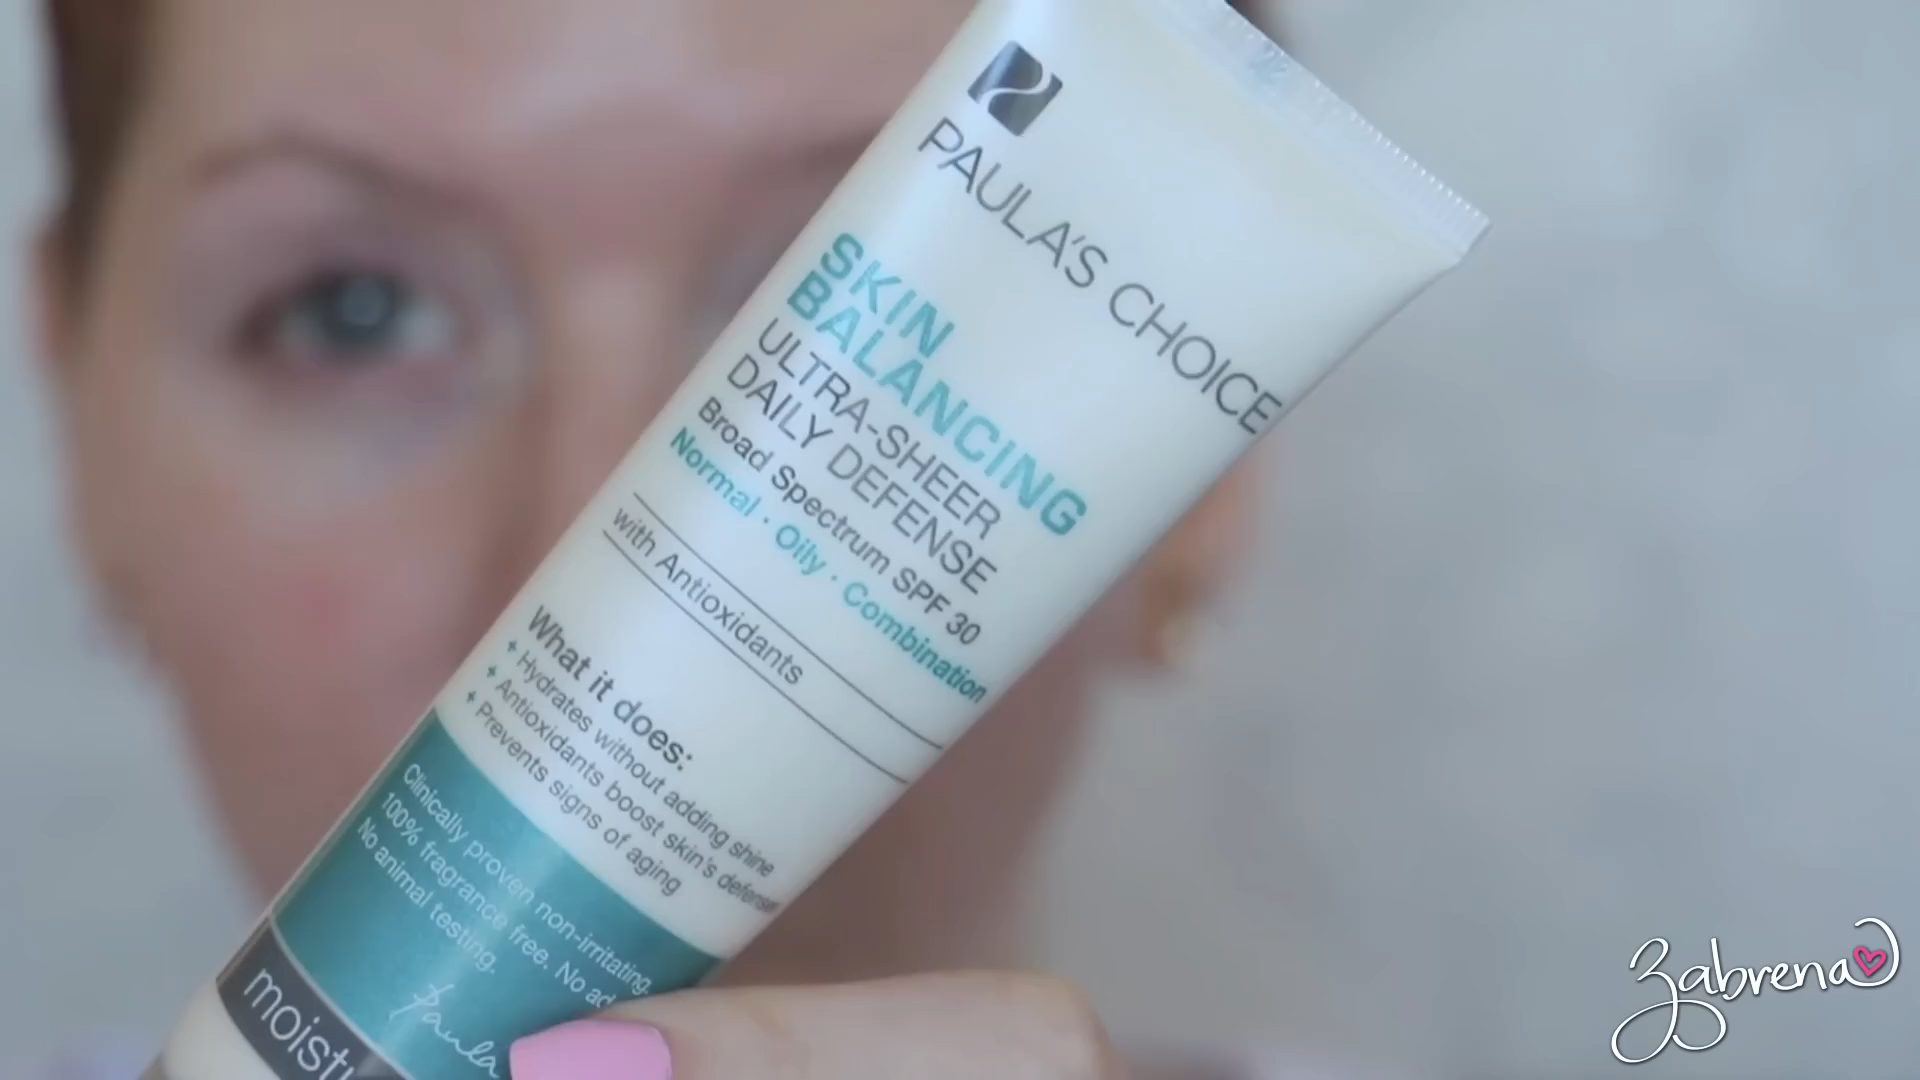 PAULA'S CHOICE
SKIN
BALANCING
ULTRA-SHEER
DAILY DEFENSE
Broad Spectrum SPF 30
Normal · Oily · Combination
with Antioxidants
What it does:
+ Hydrates without adding shine
+ Antioxidants boost skin's defenses
+ Prevents signs of aging
Clinically proven non-irritating.
100% fragrance free. No
No animal testing.
Paula
Zabrena